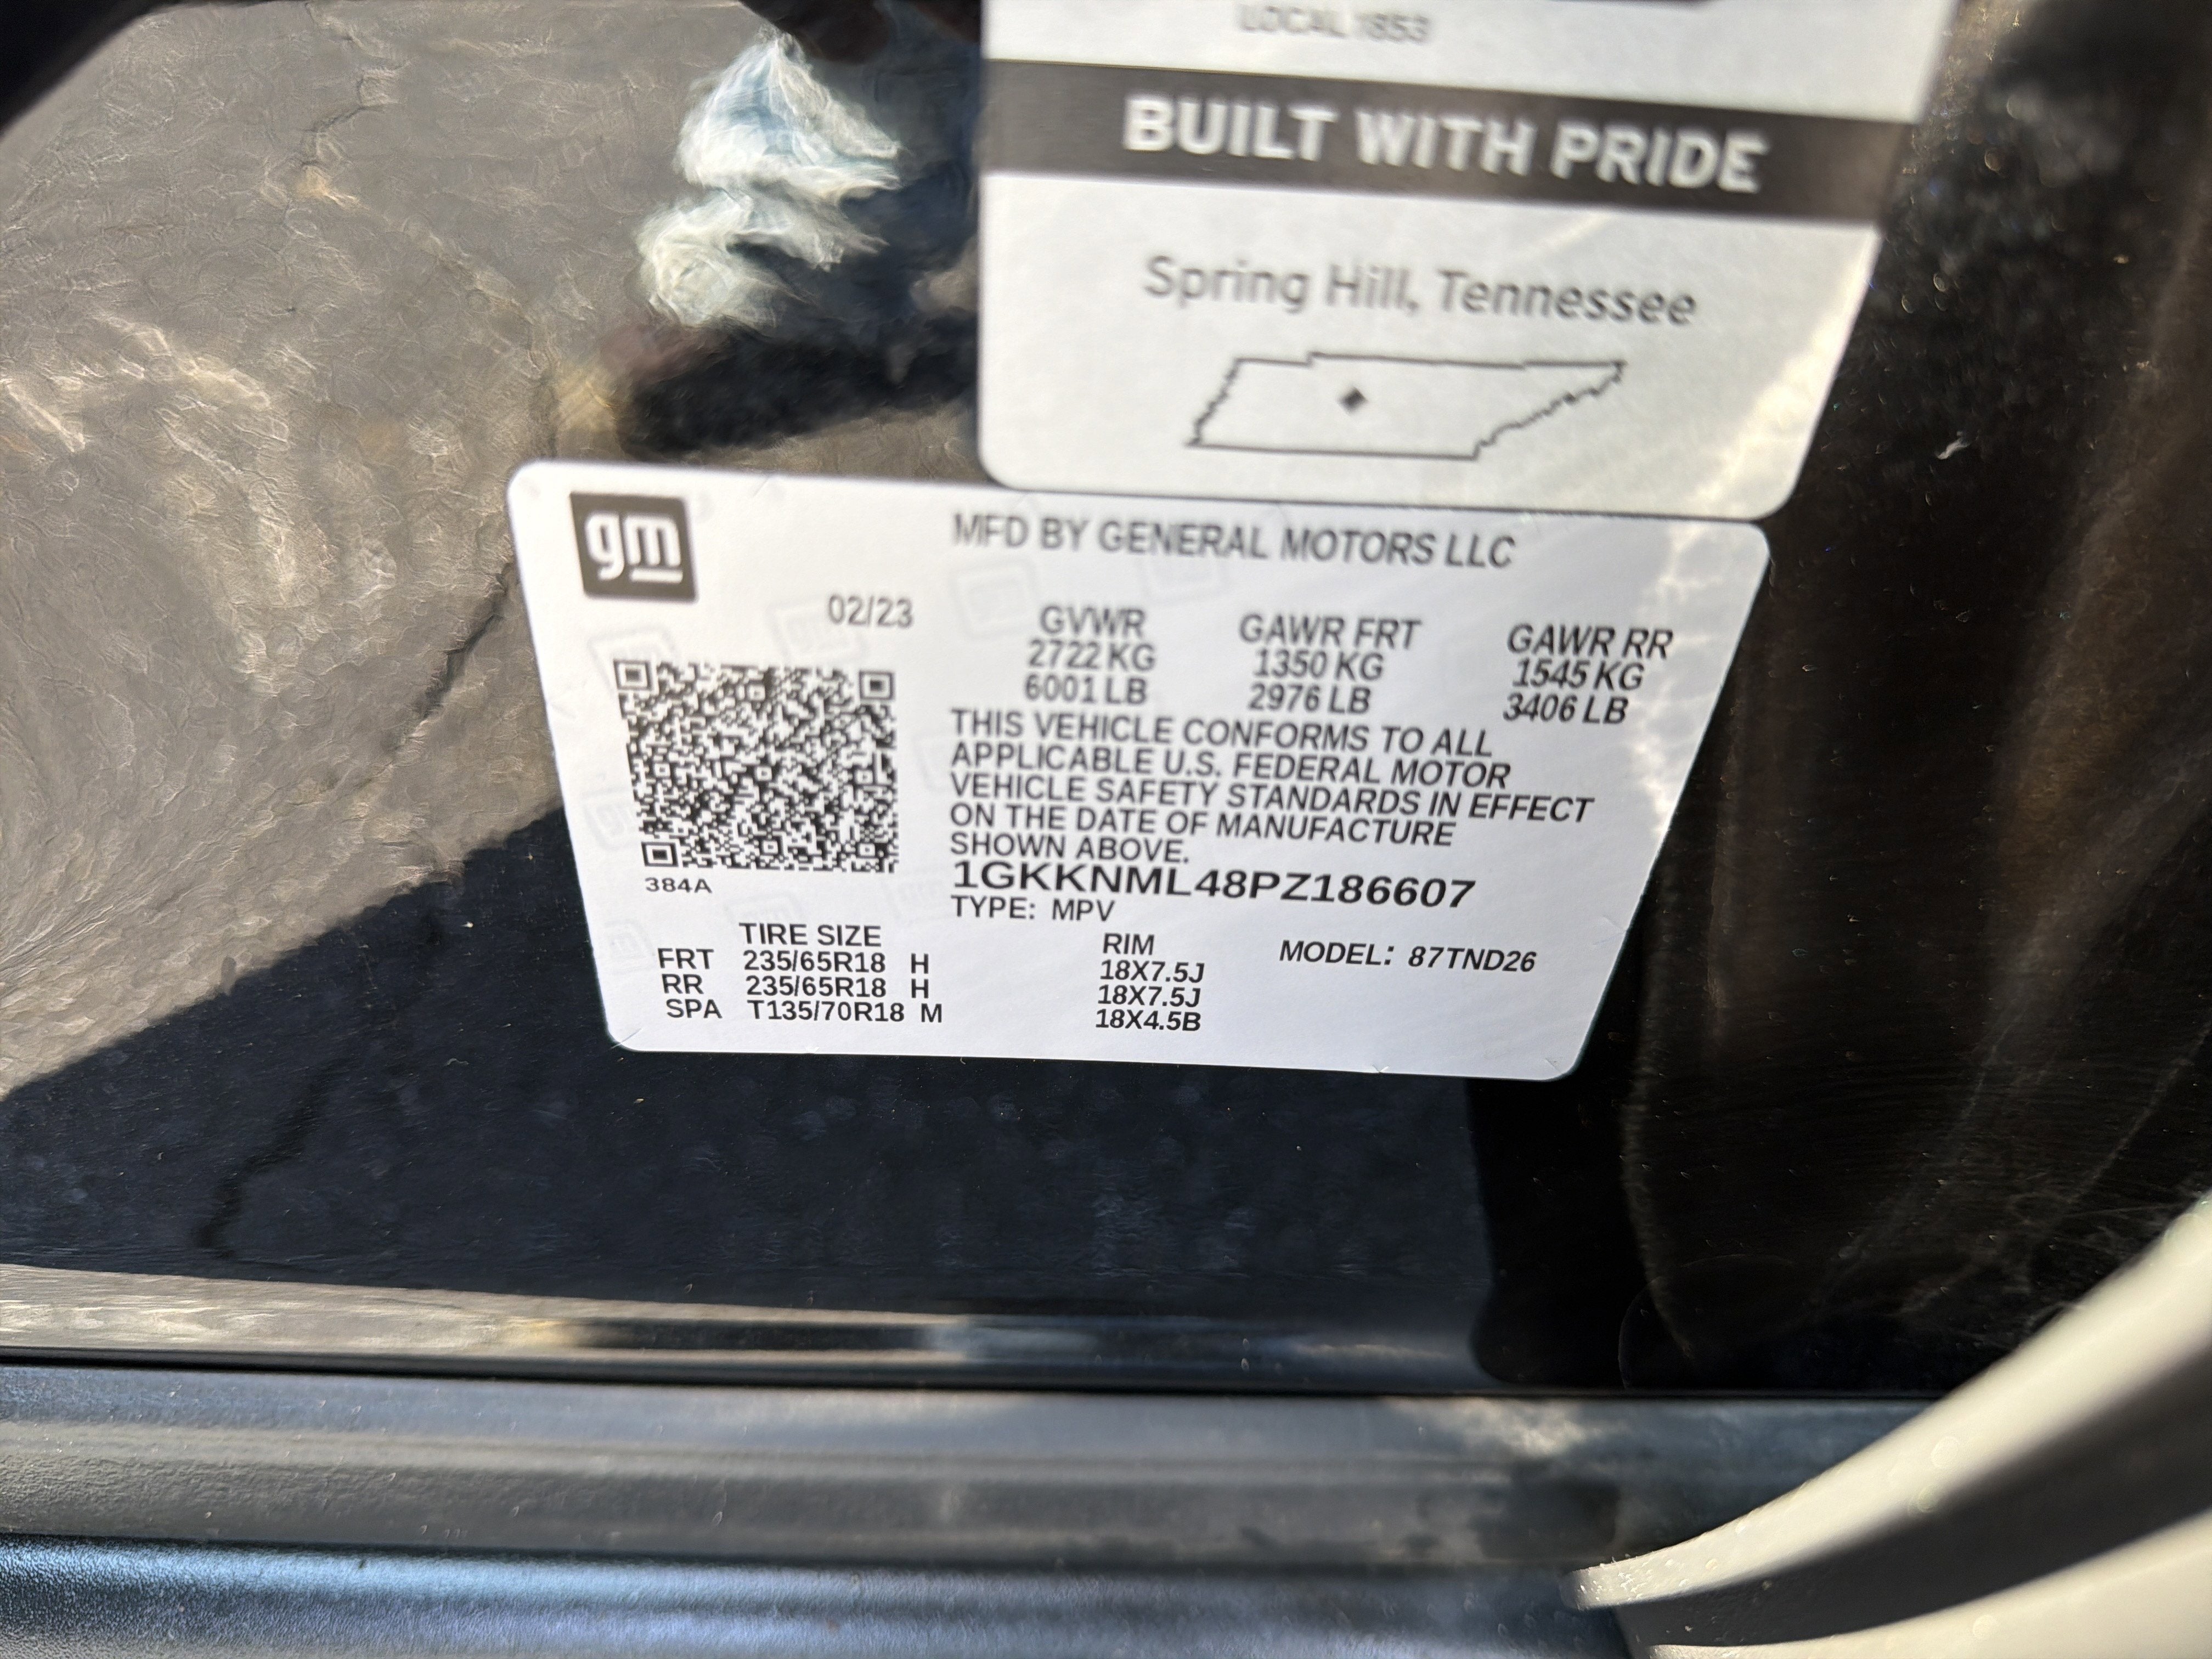 LOCAL 1853
BUILT WITH PRIDE
Spring Hill, Tennessee
gm
MFD BY GENERAL MOTORS LLC
02/23
GVWR GAWR FRT GAWR RR
2722 KG 1350 KG 1545 KG
6001 LB 2976 LB 3406 LB
THIS VEHICLE CONFORMS TO ALL
APPLICABLE U.S. FEDERAL MOTOR
VEHICLE SAFETY STANDARDS IN EFFECT
ON THE DATE OF MANUFACTURE
SHOWN ABOVE.
1GKKNML48PZ186607
384A
TYPE: MPV
TIRE SIZE RIM MODEL: 87TND26
FRT 235/65R18 H 18X7.5J
RR 235/65R18 H 18X7.5J
SPA T135/70R18 M 18X4.5B